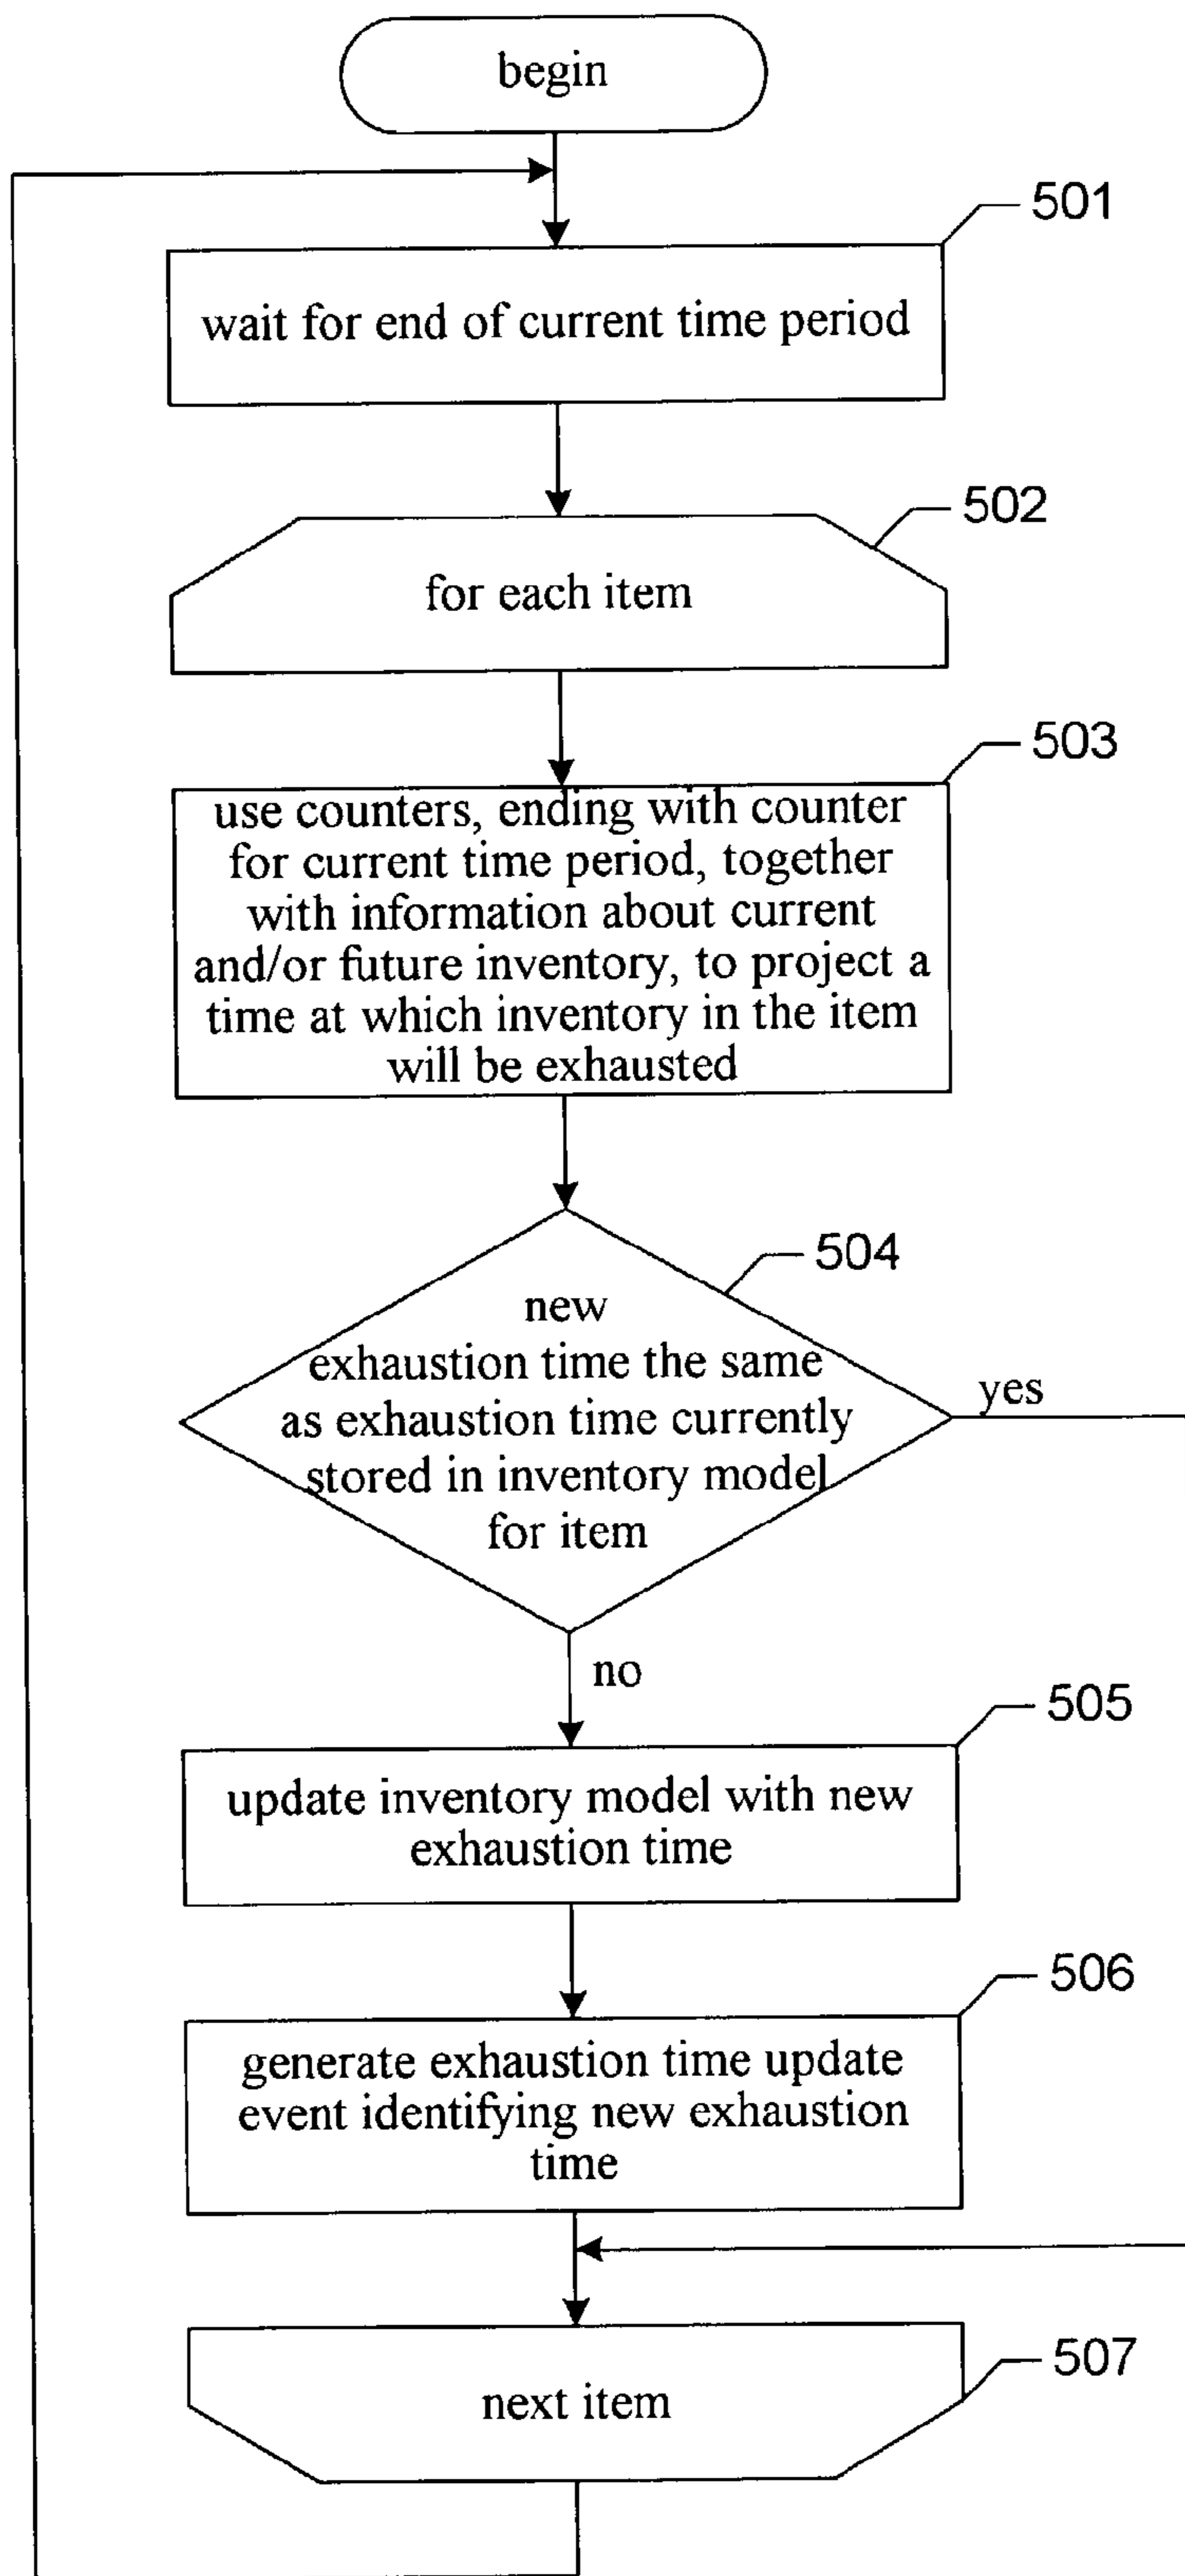 begin
501
wait for end of current time period
502
for each item
503
use counters, ending with counter
for current time period, together
with information about current
and/or future inventory, to project a
time at which inventory in the item
will be exhausted
504
new
exhaustion time the same
as exhaustion time currently
stored in inventory model
for item
yes
no
505
update inventory model with new
exhaustion time
506
generate exhaustion time update
event identifying new exhaustion
time
507
next item